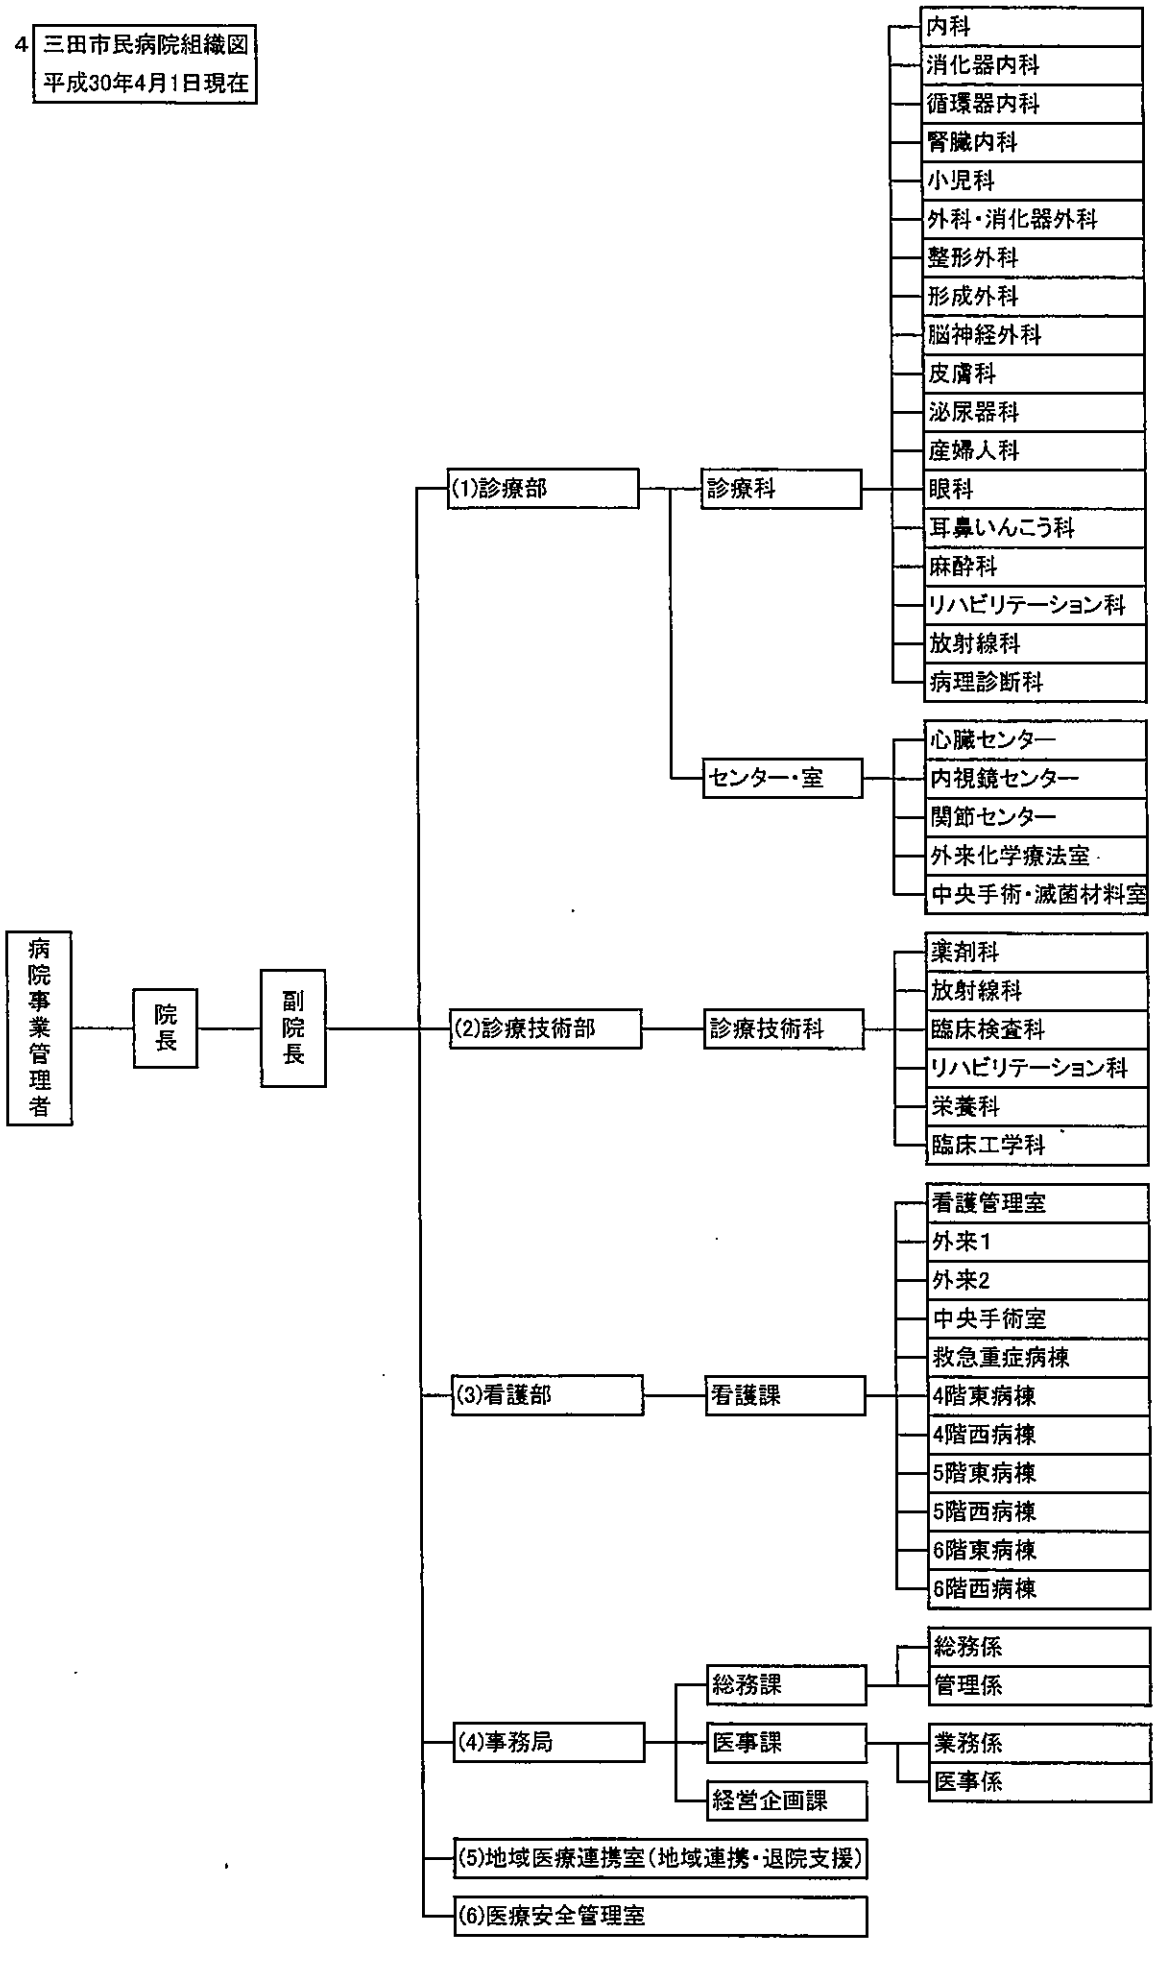 4
三田市民病院組織図
平成30年4月1日現在
病院事業管理者
院長
副院長
(1)診療部
診療科
内科
消化器内科
循環器内科
腎臓内科
小児科
外科・消化器外科
整形外科
形成外科
脳神経外科
皮膚科
泌尿器科
産婦人科
眼科
耳鼻いんこう科
麻酔科
リハビリテーション科
放射線科
病理診断科
センター・室
心臓センター
内視鏡センター
関節センター
外来化学療法室
中央手術・滅菌材料室
(2)診療技術部
診療技術科
薬剤科
放射線科
臨床検査科
リハビリテーション科
栄養科
臨床工学科
(3)看護部
看護課
看護管理室
外来1
外来2
中央手術室
救急重症病棟
4階東病棟
4階西病棟
5階東病棟
5階西病棟
6階東病棟
6階西病棟
(4)事務局
総務課
総務係
管理係
医事課
業務係
医事係
経営企画課
(5)地域医療連携室(地域連携・退院支援)
(6)医療安全管理室